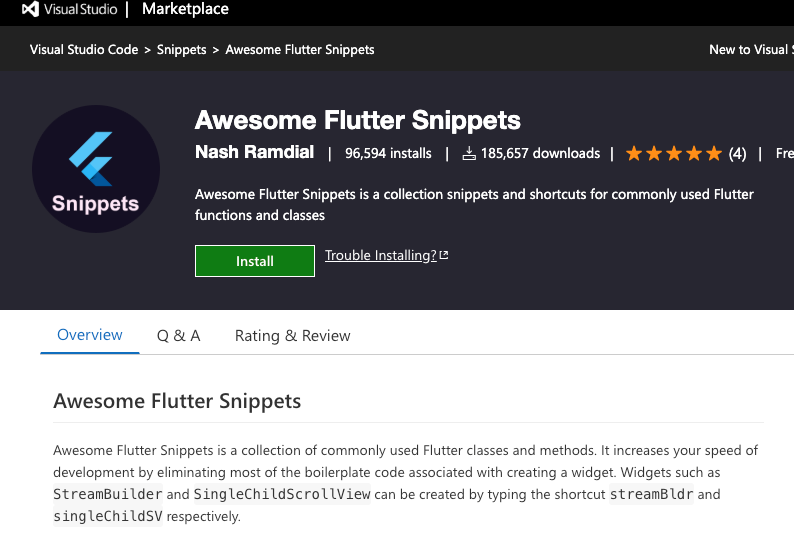 Visual Studio | Marketplace
Visual Studio Code > Snippets > Awesome Flutter Snippets
New to Visual S
Snippets
Awesome Flutter Snippets
Nash Ramdial | 96,594 installs | 185,657 downloads | (4) | Fre
Awesome Flutter Snippets is a collection snippets and shortcuts for commonly used Flutter
functions and classes
Install Trouble Installing?
Overview Q & A Rating & Review
Awesome Flutter Snippets
Awesome Flutter Snippets is a collection of commonly used Flutter classes and methods. It increases your speed of
development by eliminating most of the boilerplate code associated with creating a widget. Widgets such as
StreamBuilder and SingleChildScrollView can be created by typing the shortcut streamBldr and
singleChildSV respectively.